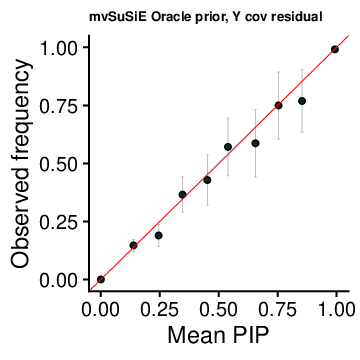 mvSuSiE Oracle prior, Y cov residual
Observed frequency
1.00
0.75
0.50
0.25
0.00
0.00 0.25 0.50 0.75 1.00
Mean PIP